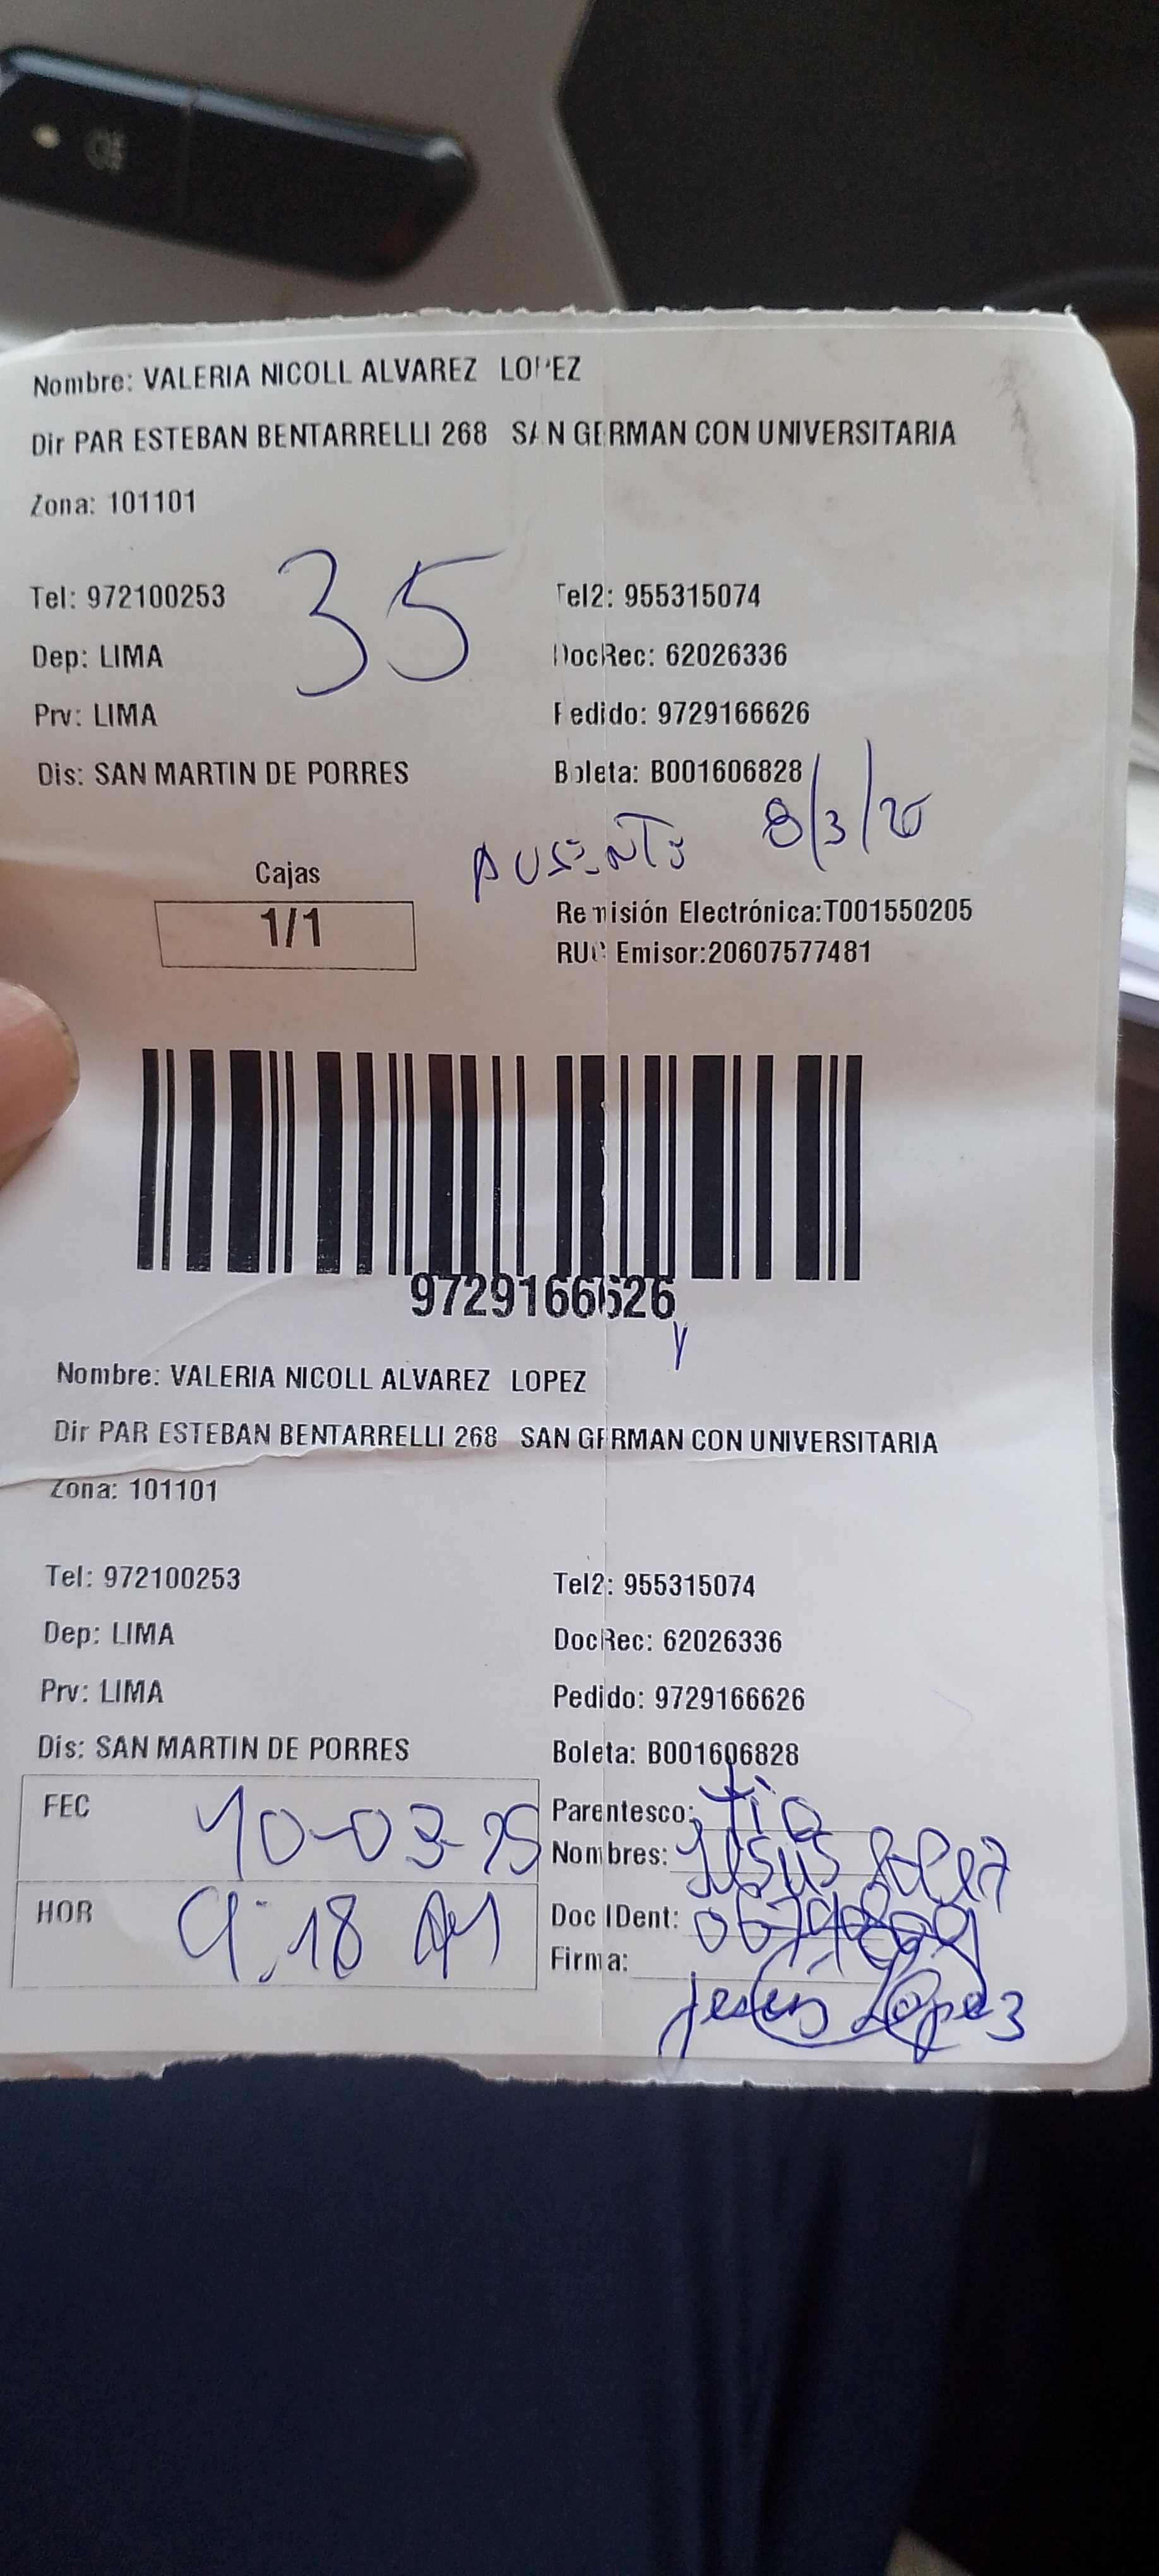 Nombre: VALERIA NICOLL ALVAREZ LOPEZ
Dir PAR ESTEBAN BENTARRELLI 268 SAN GERMAN CON UNIVERSITARIA
Zona: 101101
35
Tel: 972100253 Tel2: 955315074
Dep: LIMA DocRec: 62026336
Prv: LIMA Pedido: 9729166626
Dis: SAN MARTIN DE PORRES Boleta: B001606828
AUSENTE 8/3/25
Cajas
1/1
Remisión Electrónica:T001550205
RUC Emisor:20607577481
9729166626
Nombre: VALERIA NICOLL ALVAREZ LOPEZ
Dir PAR ESTEBAN BENTARRELLI 268 SAN GERMAN CON UNIVERSITARIA
Zona: 101101
Tel: 972100253 Tel2: 955315074
Dep: LIMA DocRec: 62026336
Prv: LIMA Pedido: 9729166626
Dis: SAN MARTIN DE PORRES Boleta: B001606828
FEC 10-03-25 Parentesco:
Nombres: Jesús López
HOR 9:18 AM Doc IDent:
Firma: Jesús Lopez